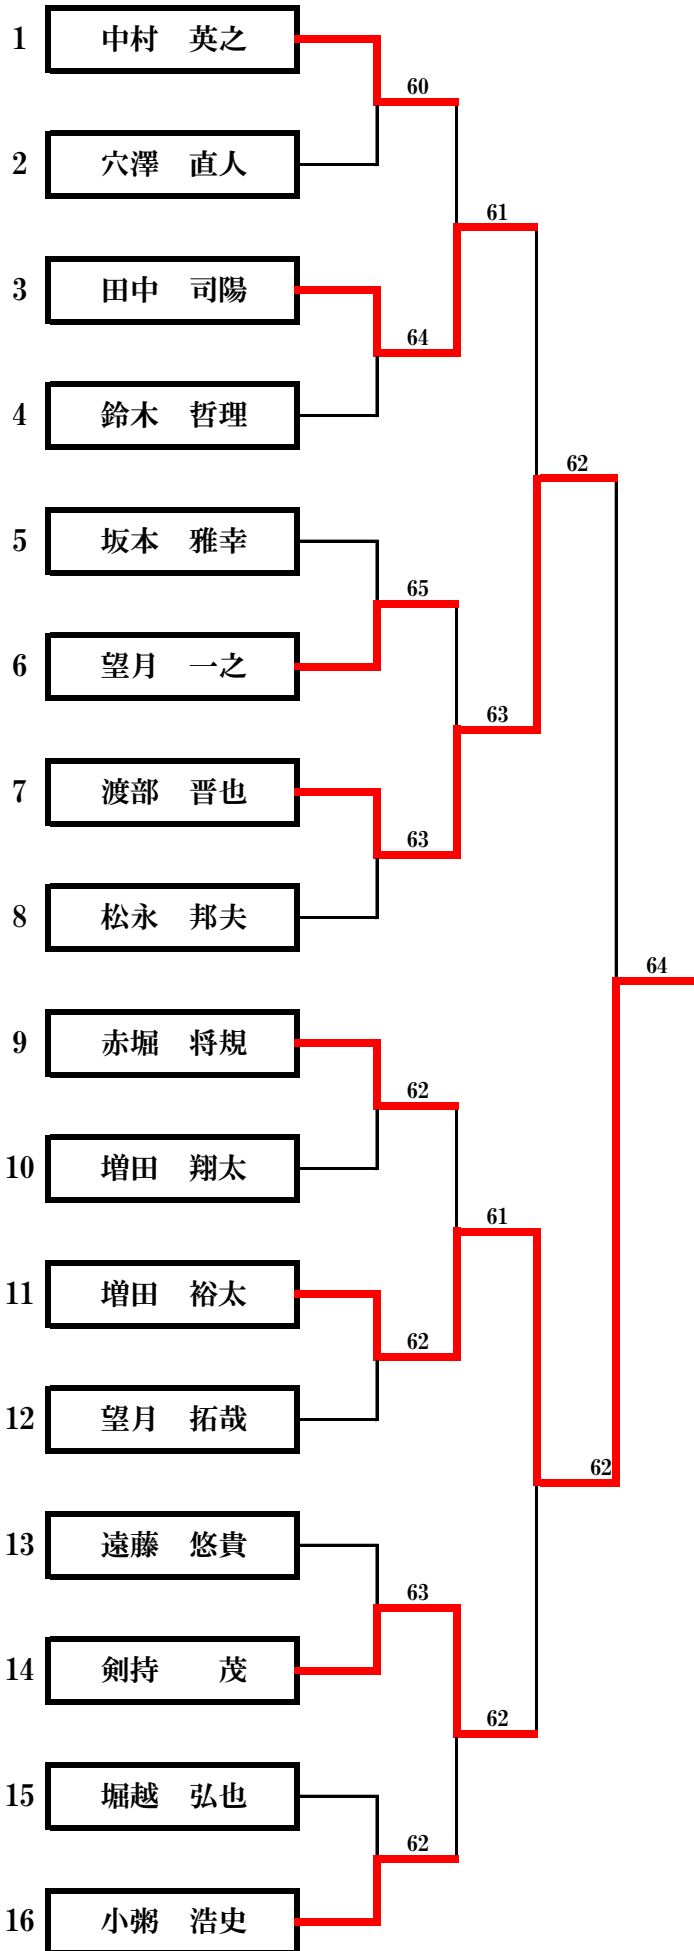 1 中村 英之
60
2 穴澤 直人
61
3 田中 司陽
64
4 鈴木 哲理
62
5 坂本 雅幸
65
6 望月 一之
63
7 渡部 晋也
63
8 松永 邦夫
64
9 赤堀 将規
62
10 増田 翔太
61
11 増田 裕太
62
12 望月 拓哉
62
13 遠藤 悠貴
63
14 剣持 茂
62
15 堀越 弘也
62
16 小粥 浩史